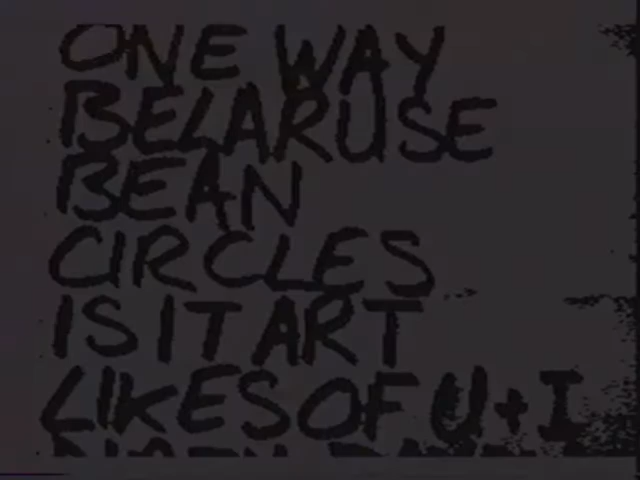 ONE WAY
BELARUSE
BEAN
CIRCLES
IS IT ART
LIKES OF U+I